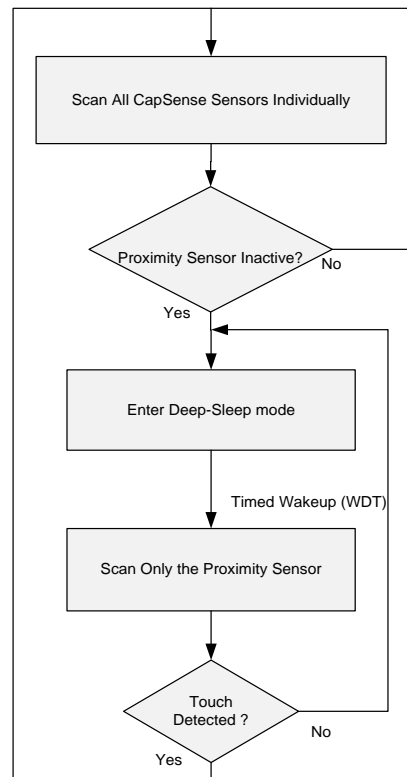 Scan All CapSense Sensors Individually
Proximity Sensor Inactive?
No
Yes
Enter Deep-Sleep mode
Timed Wakeup (WDT)
Scan Only the Proximity Sensor
Touch
Detected ?
No
Yes